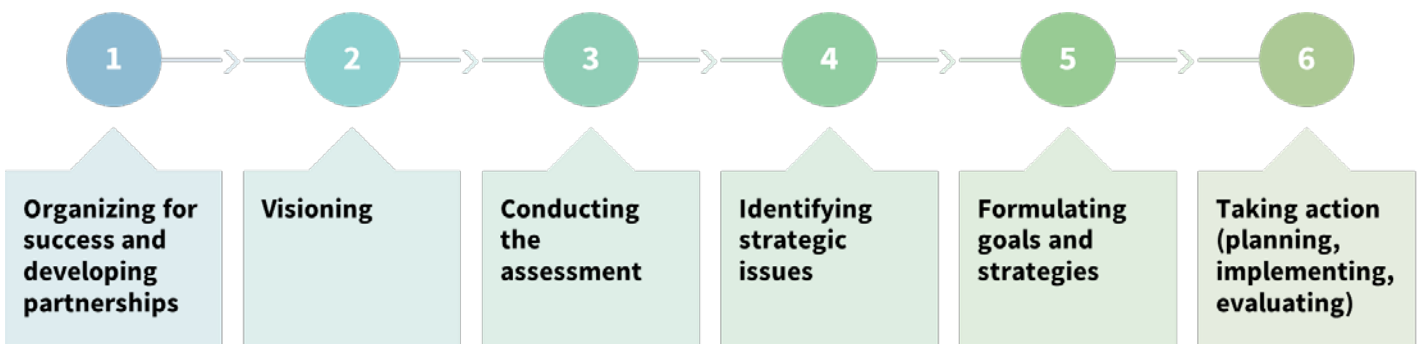 1
2
3
4
5
6
Organizing for
success and
developing
partnerships
Visioning
Conducting
the
assessment
Identifying
strategic
issues
Formulating
goals and
strategies
Taking action
(planning,
implementing,
evaluating)